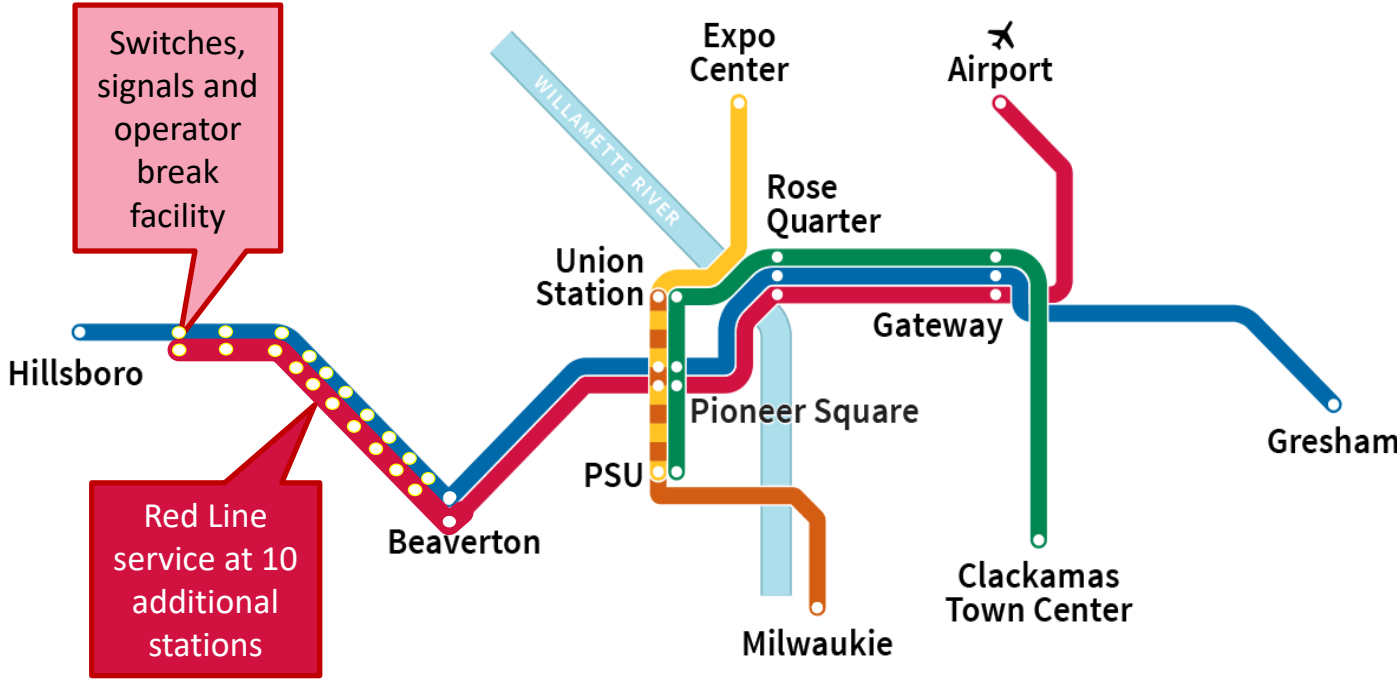 Switches,
signals and
operator
break
facility
Expo
Center
Airport
WILLAMETTE RIVER
Rose
Quarter
Union
Station
Gateway
Hillsboro
Pioneer Square
Gresham
PSU
Red Line
service at 10
additional
stations
Beaverton
Clackamas
Town Center
Milwaukie